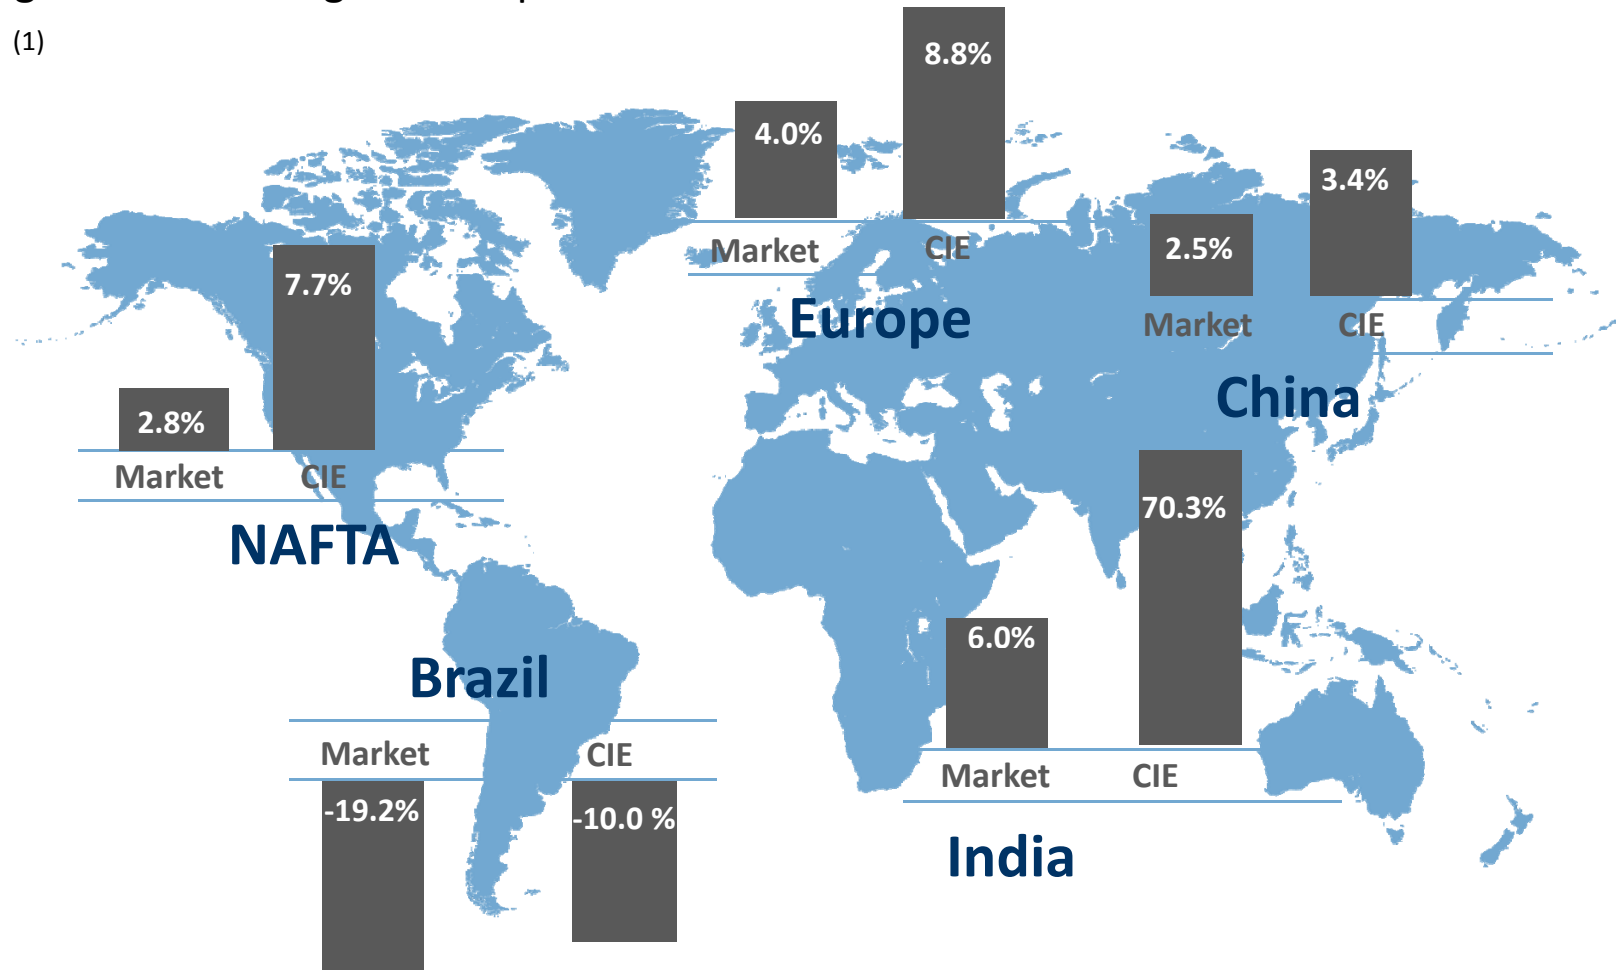 (1)
8.8%
4.0%
3.4%
2.5%
Market CIE
Europe
7.7%
2.8%
Market CIE
NAFTA
Market CIE
China
70.3%
6.0%
Market CIE
India
Brazil
Market CIE
-19.2%
-10.0 %